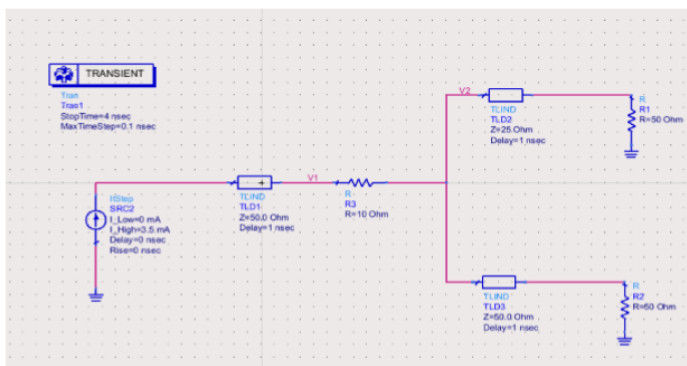 TRANSIENT
Tran
Tran1
StopTime=4 nsec
MaxTimeStep=0.1 nsec
V2
TLIND
TLD2
Z=25 Ohm
Delay=1 nsec
R
R1
R=50 Ohm
V1
ItStep
SRC2
I_Low=0 mA
I_High=3.5 mA
Delay=0 nsec
Rise=0 nsec
TLIND
TLD1
Z=50.0 Ohm
Delay=1 nsec
R
R3
R=10 Ohm
TLIND
TLD3
Z=50.0 Ohm
Delay=1 nsec
R
R2
R=50 Ohm